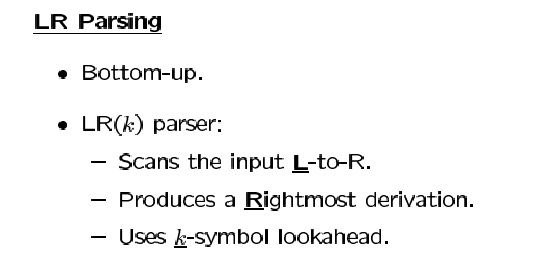 LR Parsing
• Bottom-up.
• LR(k) parser:
– Scans the input L-to-R.
– Produces a Rightmost derivation.
– Uses k-symbol lookahead.